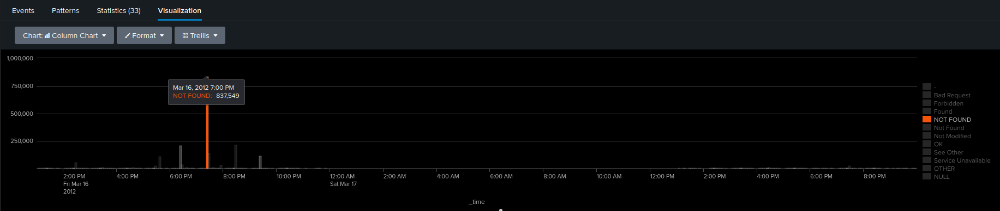 Events Patterns Statistics (33) Visualization
Chart: Column Chart Format Trellis
1,000,000
750,000
500,000
250,000
Mar 16, 2012 7:00 PM
NOT FOUND: 837,549
2:00 PM 4:00 PM 6:00 PM 8:00 PM 10:00 PM 12:00 AM 2:00 AM 4:00 AM 6:00 AM 8:00 AM 10:00 AM 12:00 PM 2:00 PM 4:00 PM 6:00 PM 8:00 PM
Fri Mar 16 Sat Mar 17
2012
_time
-
Bad Request
Forbidden
Found
NOT FOUND
Not Found
Not Modified
OK
See Other
Service Unavailable
OTHER
NULL